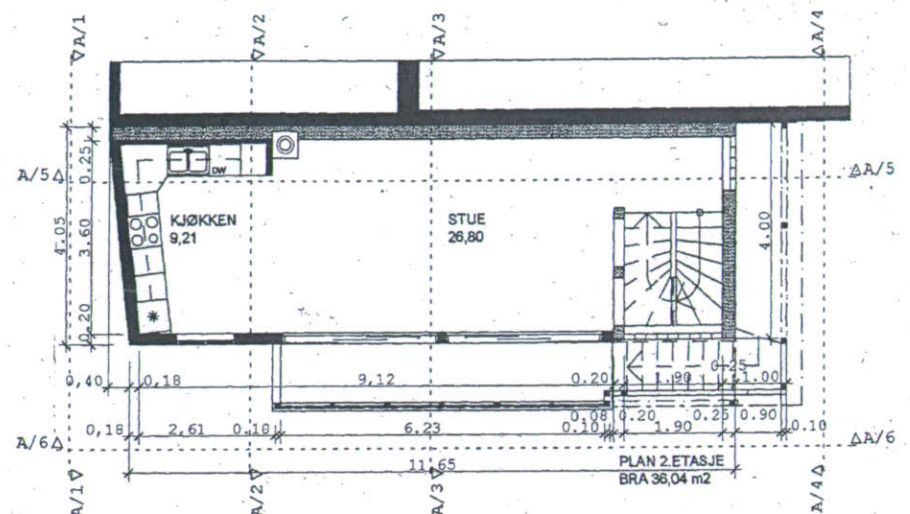 A/1
A/2
A/3
A/4
A/5
A/5
0.25
DW
KJØKKEN
9,21
STUE
26,80
4.05
3.60
4.00
0.20
0.25
0,40
0,18
9,12
0.20
1.90
1.00
0.08
0.20
0.25
0.90
0,18
2,61
0.18
6.23
0.10
1.90
0.10
A/6
A/6
11.65
PLAN 2.ETASJE
BRA 36,04 m2
A/1
A/2
A/3
A/4